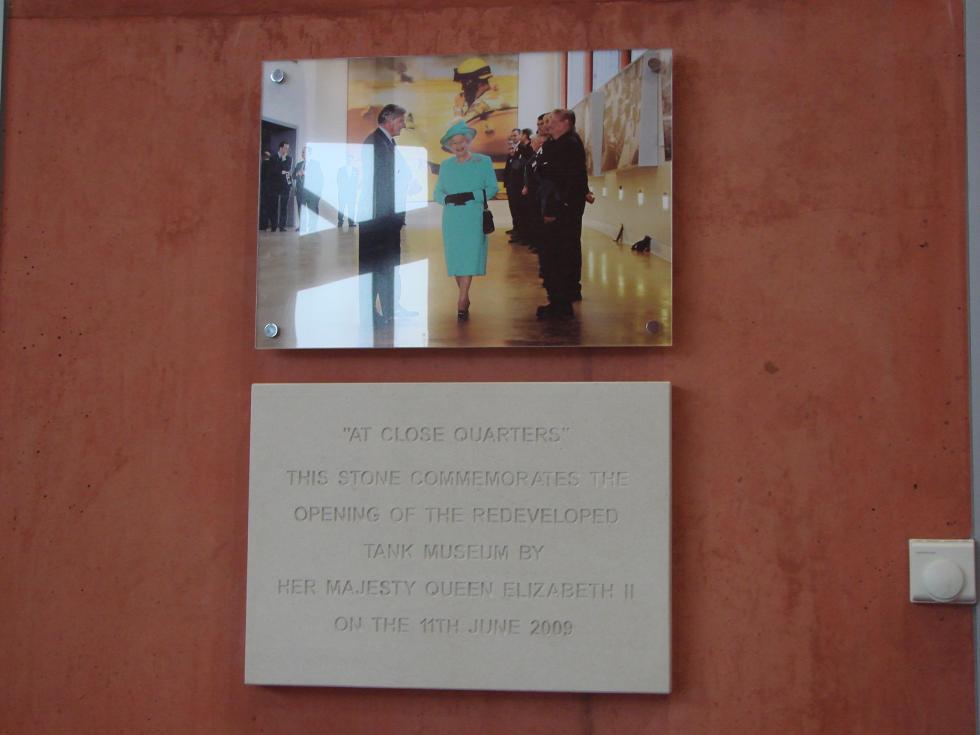 "AT CLOSE QUARTERS"
THIS STONE COMMEMORATES THE
OPENING OF THE REDEVELOPED
TANK MUSEUM BY
HER MAJESTY QUEEN ELIZABETH II
ON THE 11TH JUNE 2009